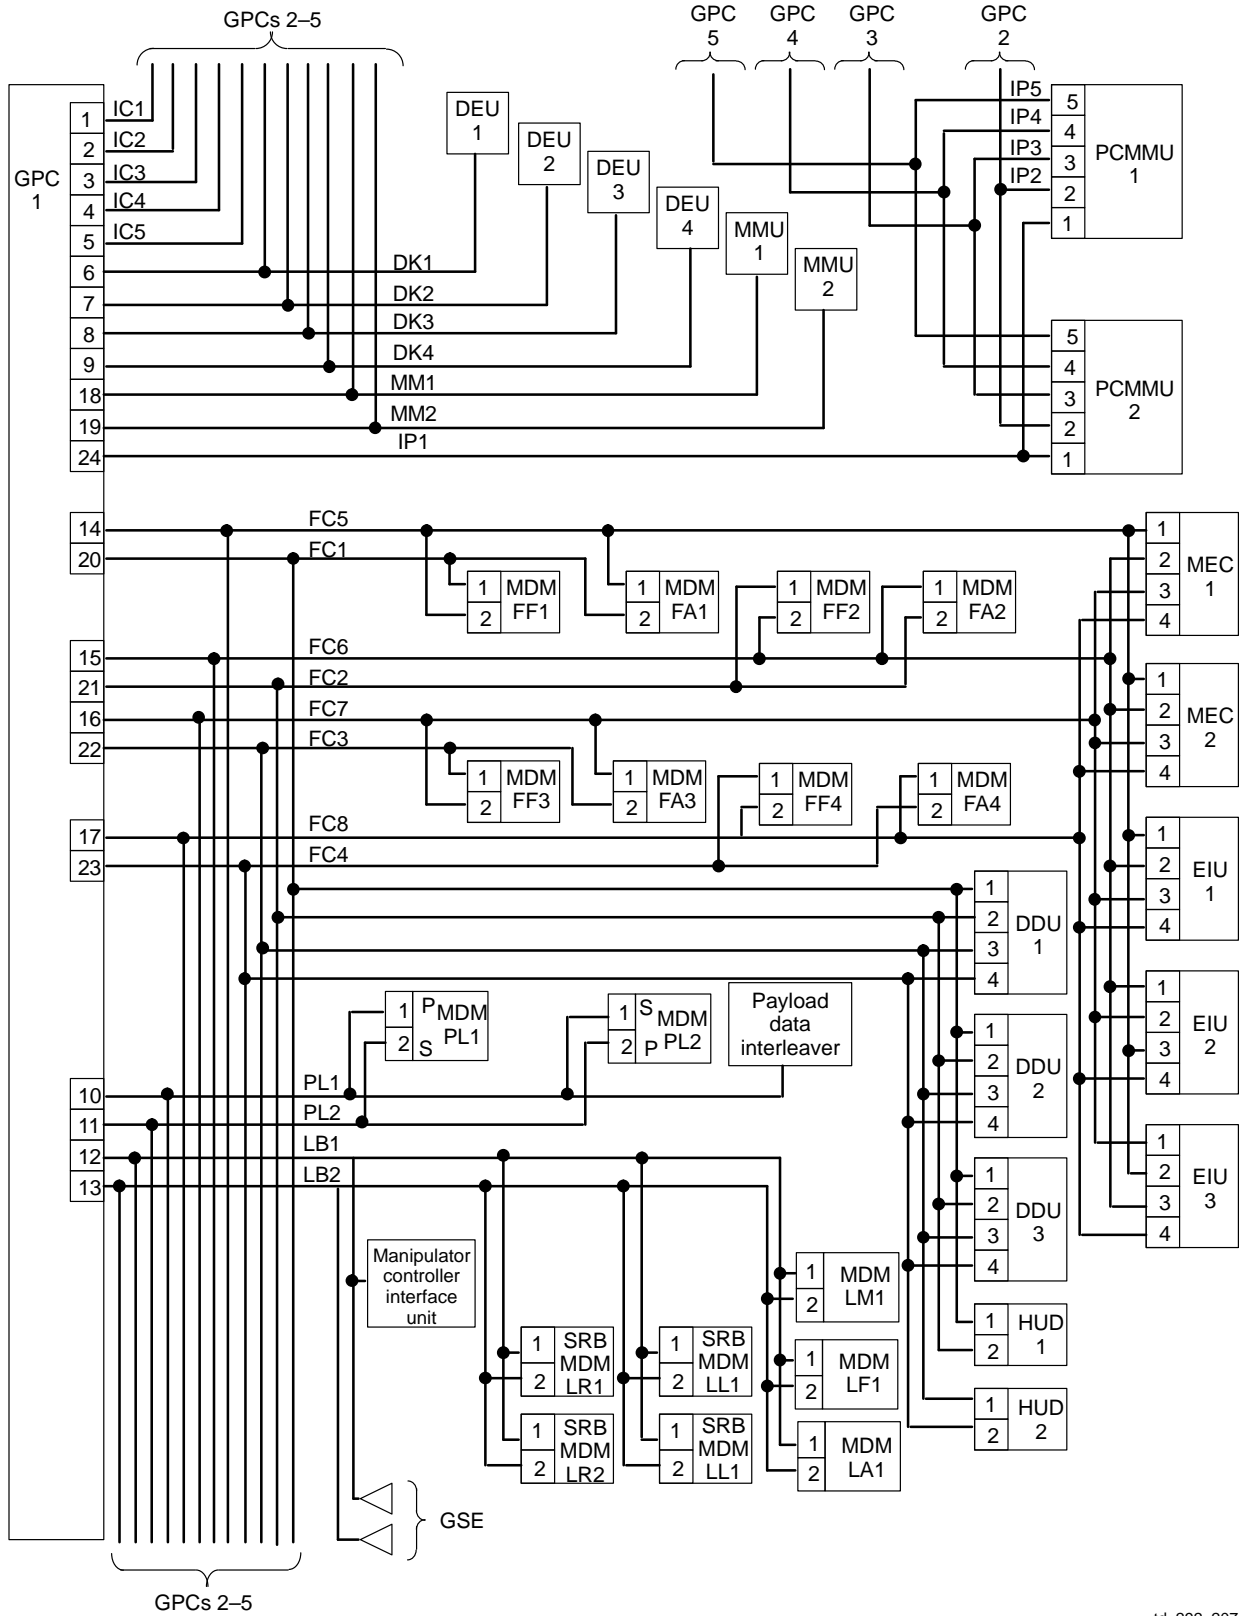 GPCs 2–5
GPC 5
GPC 4
GPC 3
GPC 2
GPC 1
1 IC1
2 IC2
3 IC3
4 IC4
5 IC5
6 DK1
7 DK2
8 DK3
9 DK4
18 MM1
19 MM2
24 IP1
DEU 1
DEU 2
DEU 3
DEU 4
MMU 1
MMU 2
IP5 5
IP4 4
IP3 3
IP2 2
1
PCMMU 1
5
4
3
2
1
PCMMU 2
14 FC5
20 FC1
1 2 MDM FF1
1 2 MDM FA1
1 2 MDM FF2
1 2 MDM FA2
15 FC6
21 FC2
16 FC7
22 FC3
1 2 MDM FF3
1 2 MDM FA3
1 2 MDM FF4
1 2 MDM FA4
17 FC8
23 FC4
1 2 3 4 MEC 1
1 2 3 4 MEC 2
1 2 3 4 EIU 1
1 2 3 4 EIU 2
1 2 3 4 EIU 3
1 2 3 4 DDU 1
1 2 3 4 DDU 2
1 2 3 4 DDU 3
1 2 HUD 1
1 2 HUD 2
1 P 2 S MDM PL1
1 S 2 P MDM PL2
Payload
data
interleaver
10 PL1
11 PL2
12 LB1
13 LB2
Manipulator
controller
interface
unit
1 2 MDM LM1
1 2 MDM LF1
1 2 MDM LA1
1 2 SRB MDM LR1
1 2 SRB MDM LL1
1 2 SRB MDM LR2
1 2 SRB MDM LL1
GSE
GPCs 2–5